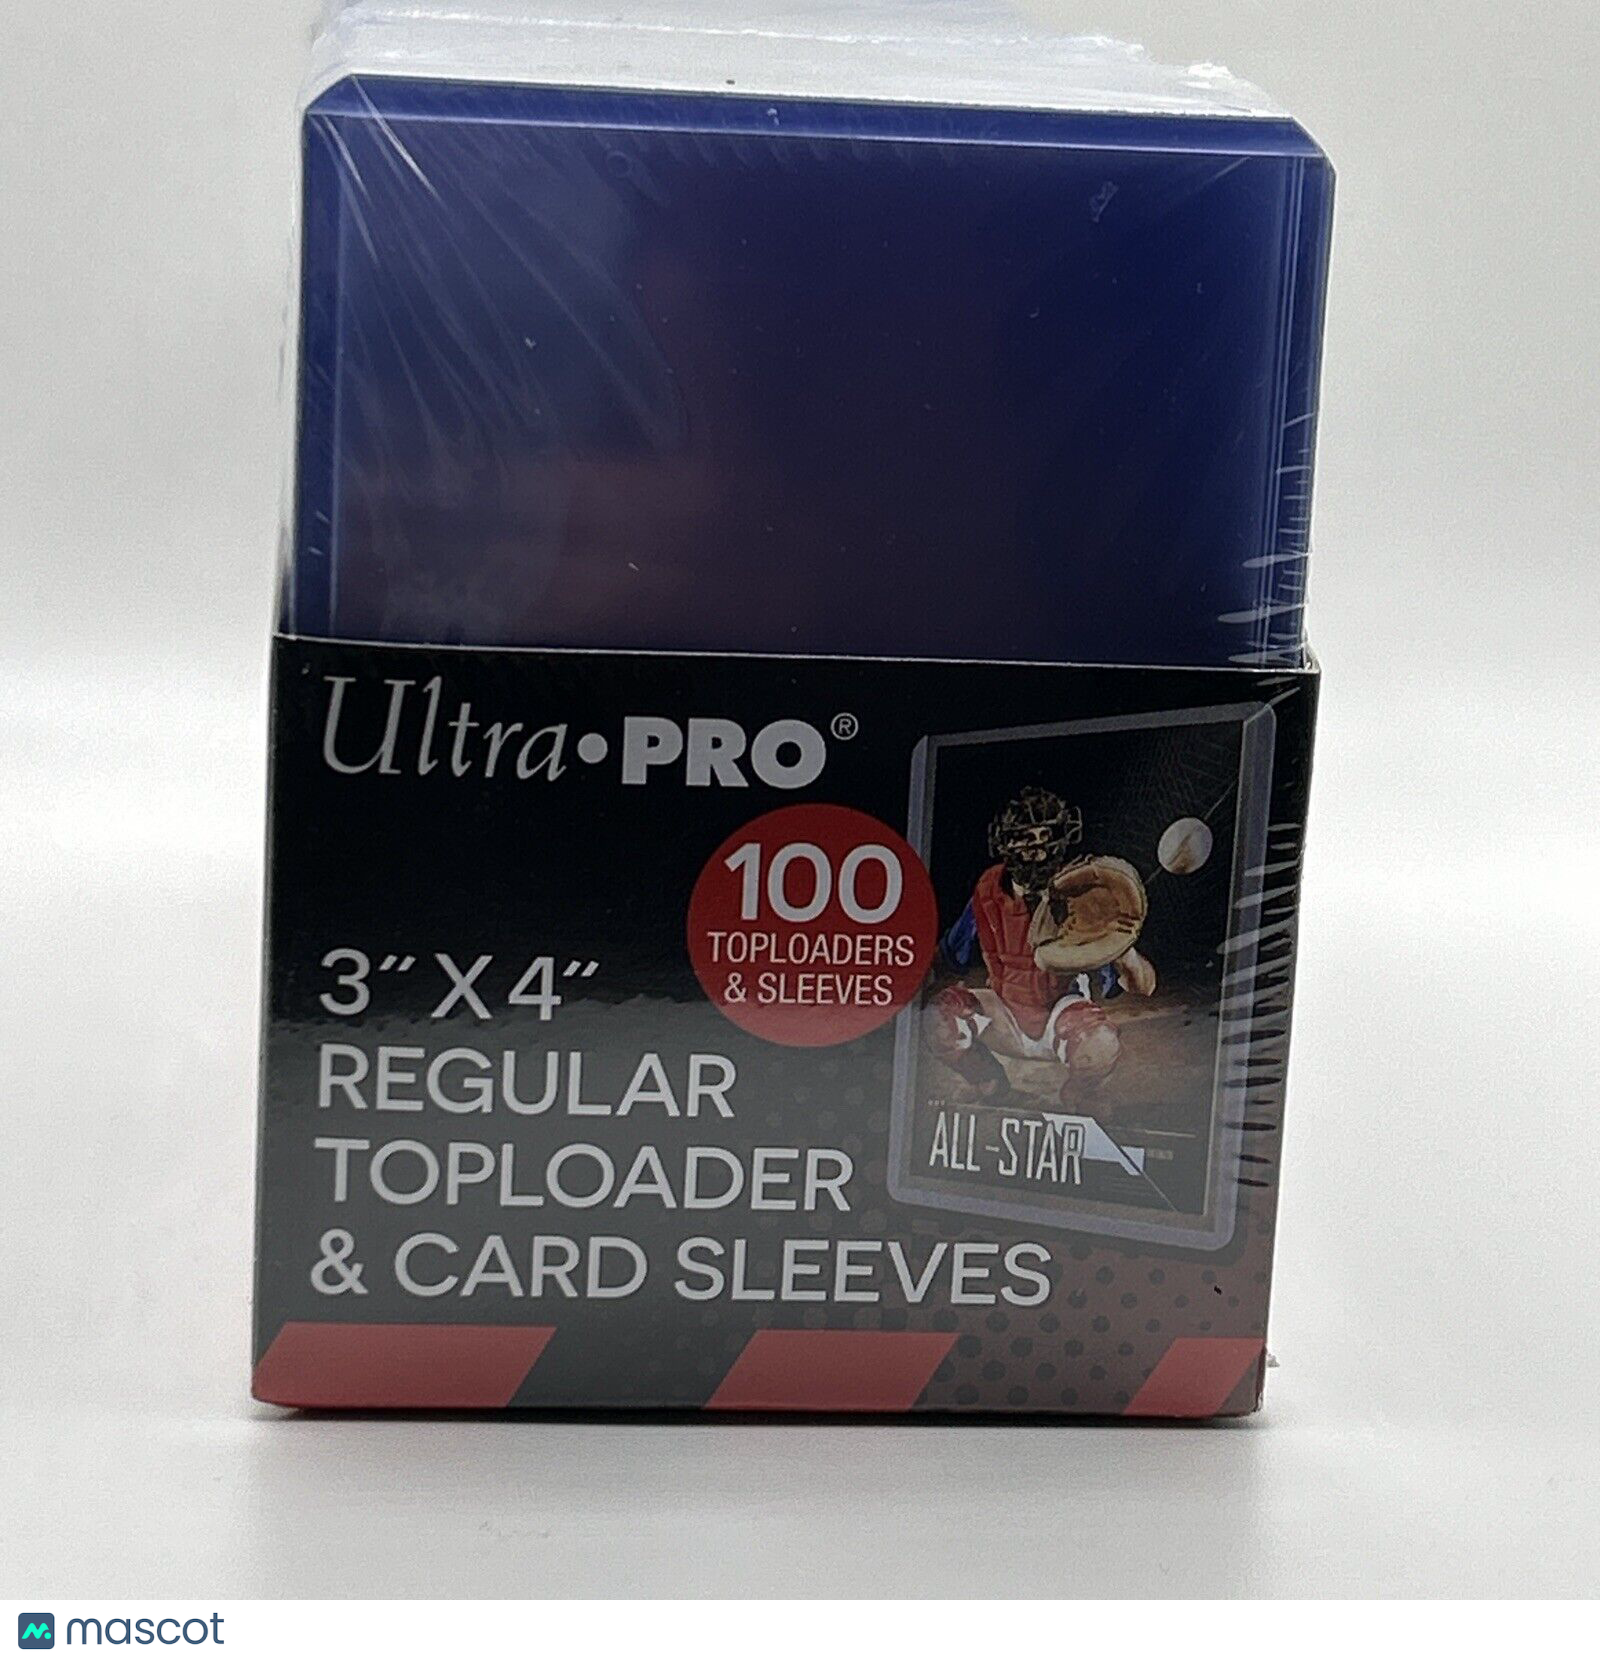 Ultra•PRO®
100
TOPLOADERS
& SLEEVES
3” X 4”
REGULAR
TOPLOADER
& CARD SLEEVES
ALL-STAR
mascot